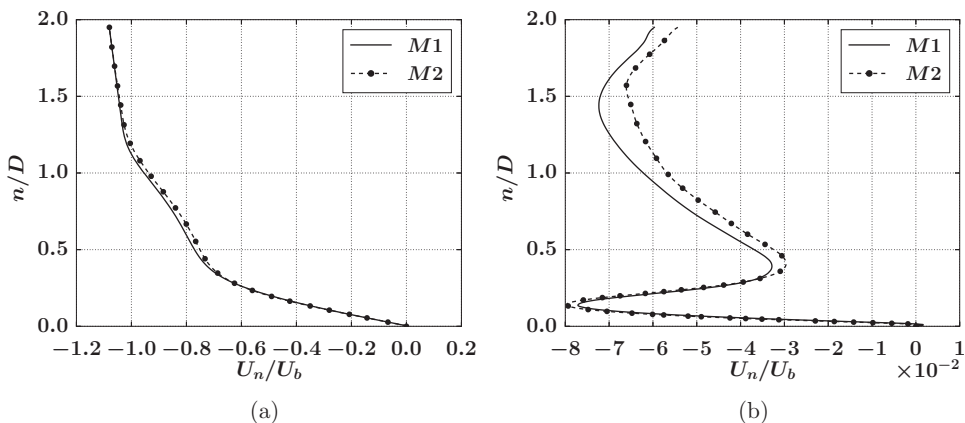 2.0
1.5
1.0
0.5
0.0
n/D
−1.2 −1.0 −0.8 −0.6 −0.4 −0.2 0.0 0.2
U_n/U_b
M1
M2
(a)
2.0
1.5
1.0
0.5
0.0
n/D
−8 −7 −6 −5 −4 −3 −2 −1 0 1
U_n/U_b
×10^{−2}
M1
M2
(b)